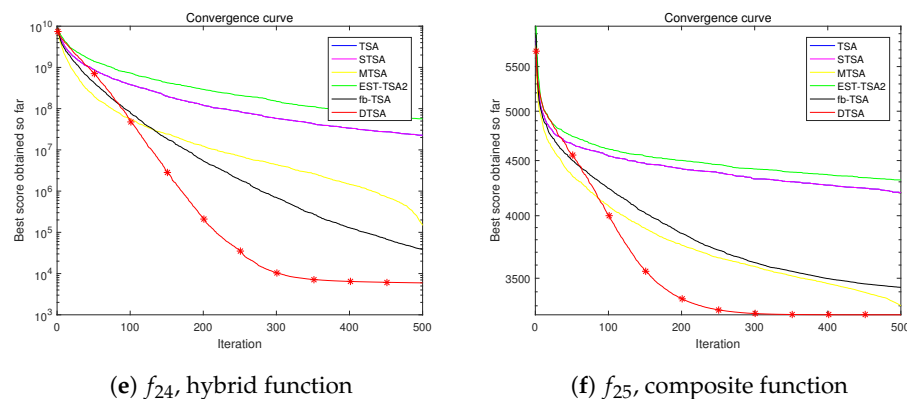 Convergence curve
10^10
10^9
10^8
10^7
10^6
10^5
10^4
10^3
Best score obtained so far
TSA
STSA
MTSA
EST-TSA2
fb-TSA
DTSA
0 100 200 300 400 500
Iteration
(e) f24, hybrid function
Convergence curve
5500
5000
4500
4000
3500
Best score obtained so far
TSA
STSA
MTSA
EST-TSA2
fb-TSA
DTSA
0 100 200 300 400 500
Iteration
(f) f25, composite function